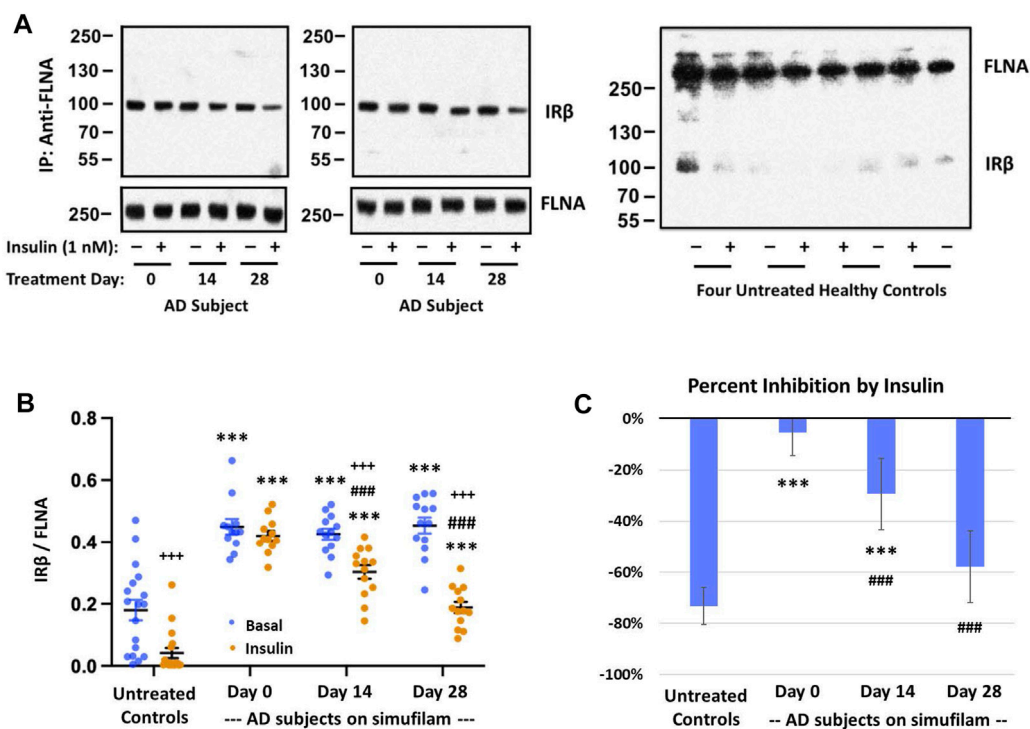 A
IP: Anti-FLNA
250
130
100
70
55
250
250
130
100
70
55
250
IRβ
FLNA
Insulin (1 nM): − + − + − + − + − + − +
Treatment Day: 0 14 28 0 14 28
AD Subject AD Subject
250
130
100
70
55
FLNA
IRβ
− + − + + − + −
Four Untreated Healthy Controls
B
IRβ / FLNA
0.8
0.6
0.4
0.2
0.0
+++
***
***
***
+++
###
***
***
+++
###
***
Basal
Insulin
Untreated Controls
Day 0 Day 14 Day 28
--- AD subjects on simufilam ---
C
Percent Inhibition by Insulin
0%
-20%
-40%
-60%
-80%
-100%
***
***
###
###
Untreated Controls
Day 0 Day 14 Day 28
-- AD subjects on simufilam --